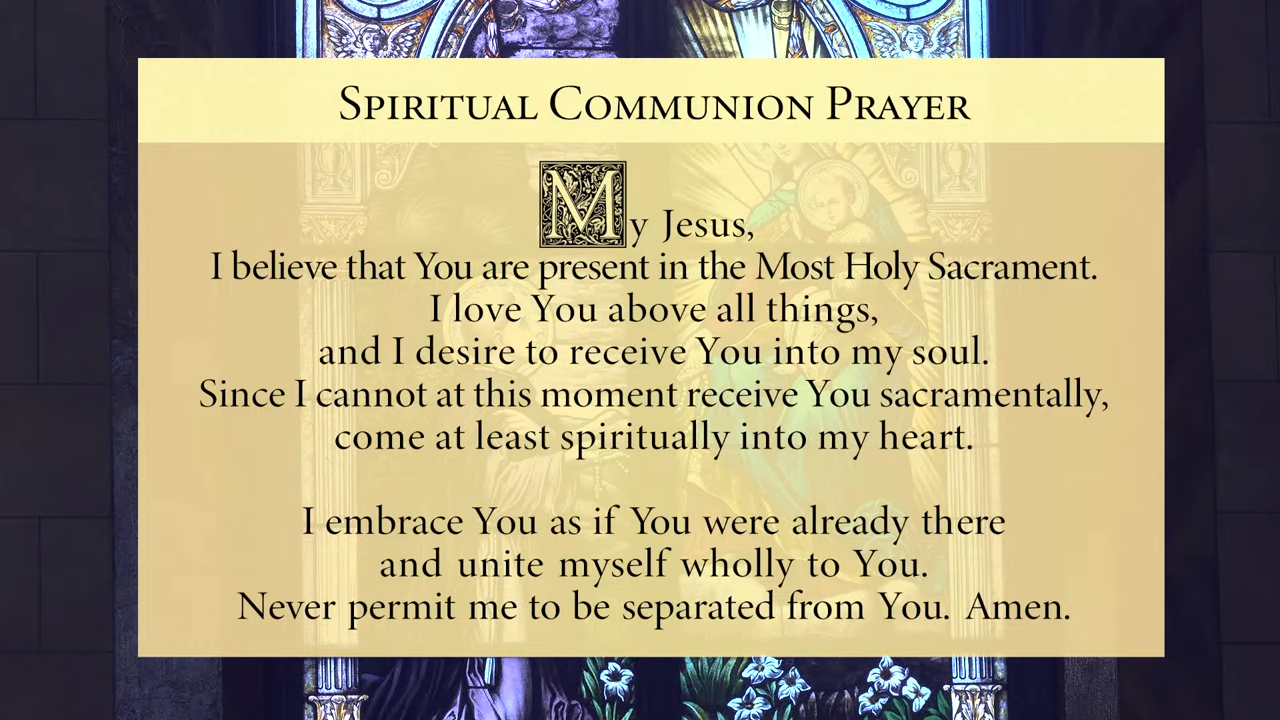 Spiritual Communion Prayer
My Jesus,
I believe that You are present in the Most Holy Sacrament.
I love You above all things,
and I desire to receive You into my soul.
Since I cannot at this moment receive You sacramentally,
come at least spiritually into my heart.
I embrace You as if You were already there
and unite myself wholly to You.
Never permit me to be separated from You. Amen.